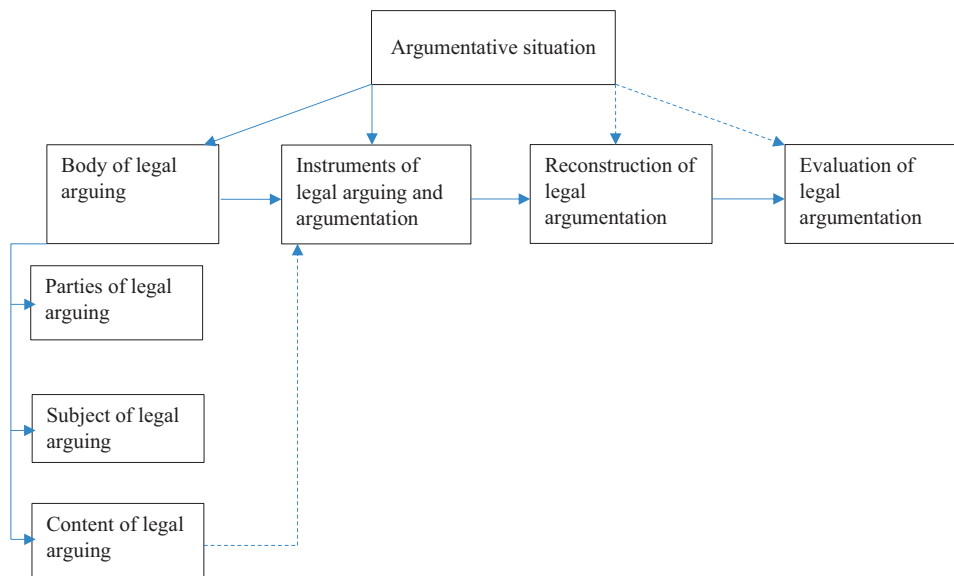 Argumentative situation
Body of legal
arguing
Instruments of
legal arguing and
argumentation
Reconstruction of
legal
argumentation
Evaluation of
legal
argumentation
Parties of legal
arguing
Subject of legal
arguing
Content of legal
arguing